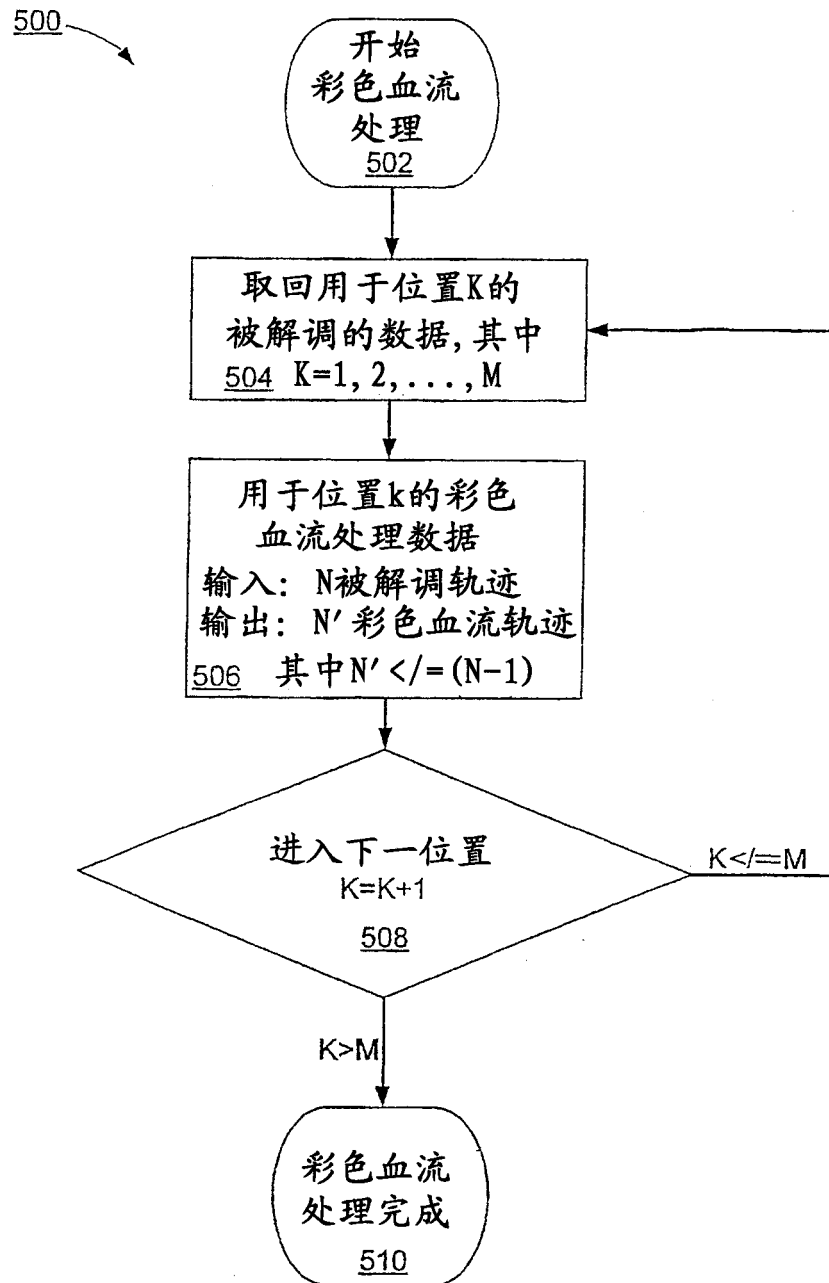 500
开始
彩色血流
处理
502
取回用于位置K的
被解调的数据,其中
504 K=1,2,...,M
用于位置k的彩色
血流处理数据
输入: N被解调轨迹
输出: N′彩色血流轨迹
506 其中N′</=(N-1)
进入下一位置
K=K+1
508
K</==M
K>M
彩色血流
处理完成
510